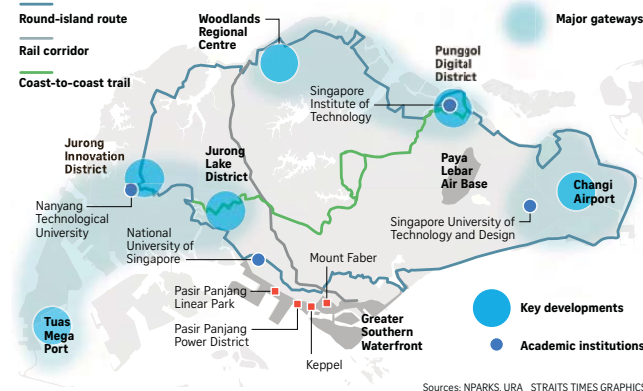 Round-island route
Rail corridor
Coast-to-coast trail
Woodlands
Regional
Centre
Major gateways
Punggol
Digital
District
Singapore
Institute of
Technology
Jurong
Innovation
District
Jurong
Lake
District
Paya
Lebar
Air Base
Changi
Airport
Nanyang
Technological
University
National
University of
Singapore
Singapore University of
Technology and Design
Mount Faber
Pasir Panjang
Linear Park
Pasir Panjang
Power District
Keppel
Greater
Southern
Waterfront
Tuas
Mega
Port
Key developments
Academic institutions
Sources: NPARKS, URA STRAITS TIMES GRAPHICS